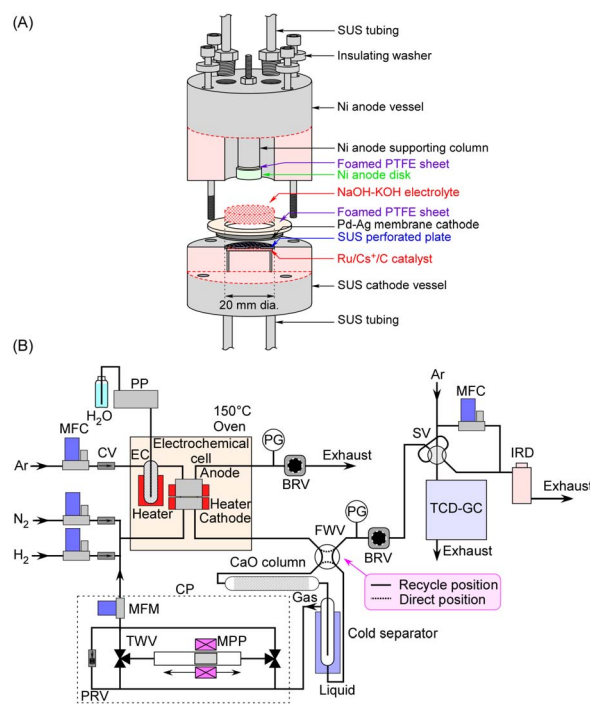 (A)
SUS tubing
Insulating washer
Ni anode vessel
Ni anode supporting column
Foamed PTFE sheet
Ni anode disk
NaOH-KOH electrolyte
Foamed PTFE sheet
Pd-Ag membrane cathode
SUS perforated plate
Ru/Cs⁺/C catalyst
20 mm dia.
SUS cathode vessel
SUS tubing
(B)
H₂O
PP
MFC
CV
Ar
EC
150°C
Oven
Electrochemical
cell
Anode
Heater
Heater
Cathode
PG
BRV
Exhaust
Ar
MFC
SV
IRD
TCD-GC
Exhaust
Exhaust
N₂
H₂
PG
FWV
BRV
CaO column
Recycle position
Direct position
CP
Gas
MFM
Cold separator
TWV
MPP
PRV
Liquid